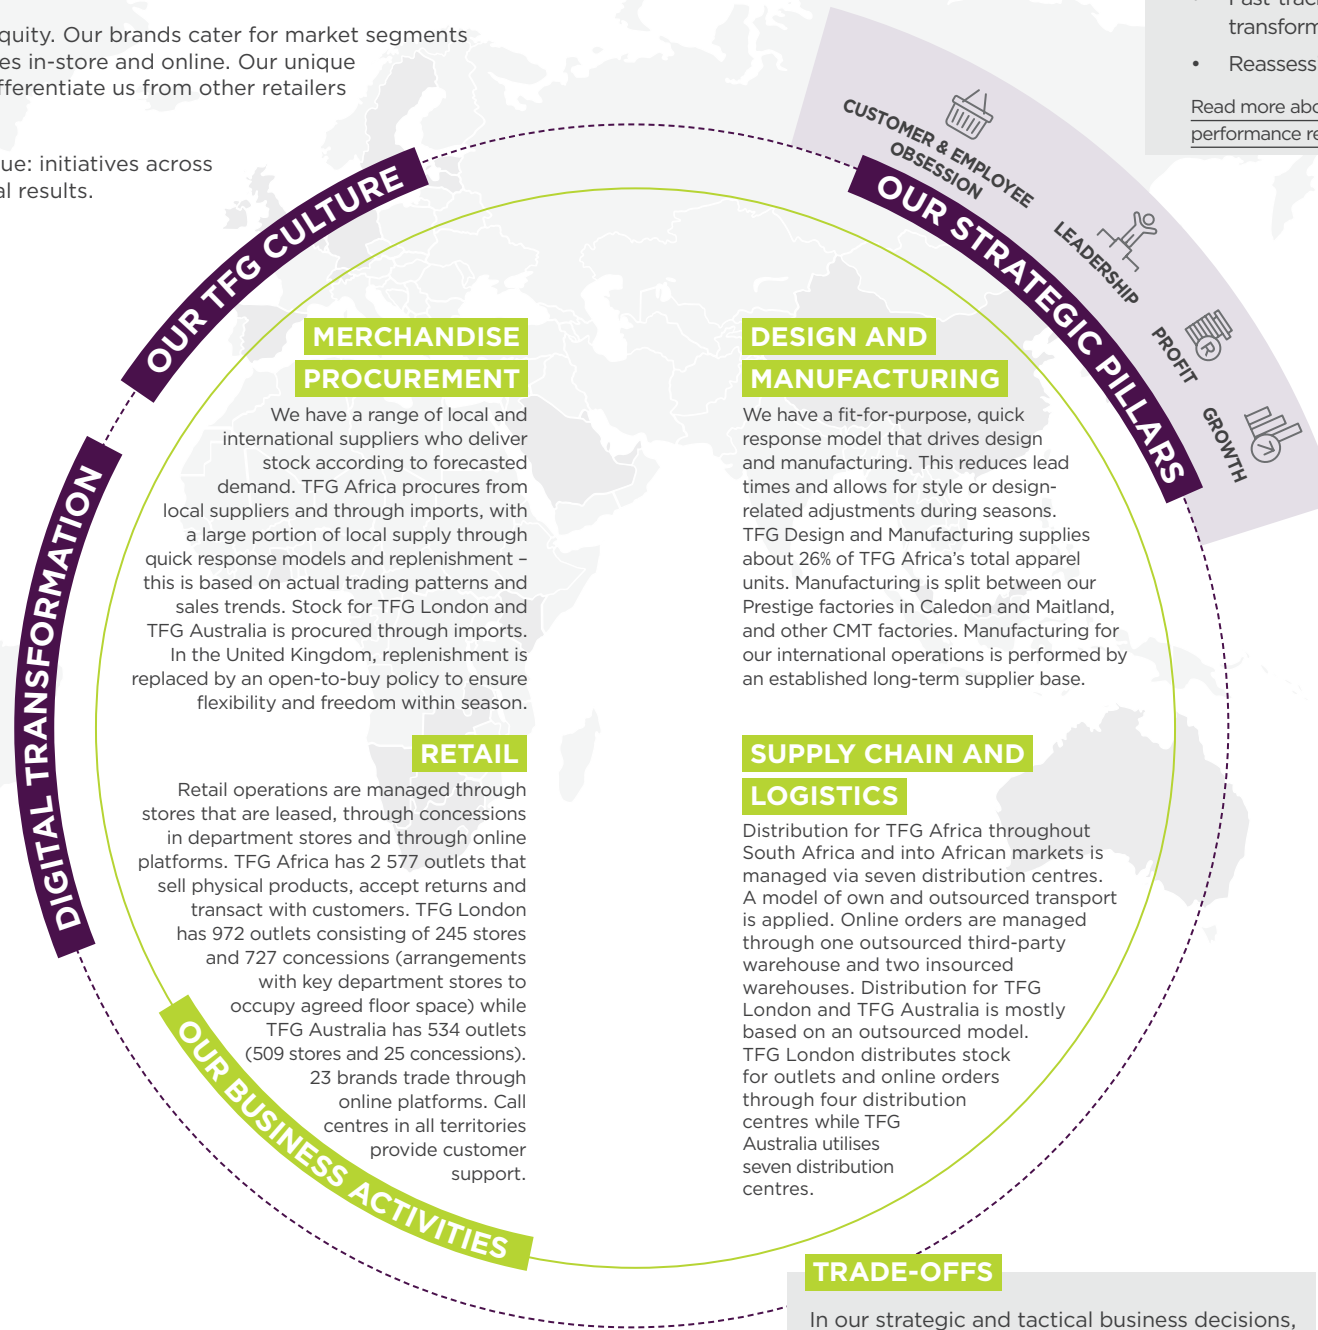 quity. Our brands cater for market segments
es in-store and online. Our unique
fferentiate us from other retailers
ue: initiatives across
al results.
transform
• Reassess
Read more abo
performance re
CUSTOMER & EMPLOYEE
OBSESSION
LEADERSHIP
PROFIT
GROWTH
OUR TFG CULTURE
OUR STRATEGIC PILLARS
DIGITAL TRANSFORMATION
MERCHANDISE
PROCUREMENT
We have a range of local and
international suppliers who deliver
stock according to forecasted
demand. TFG Africa procures from
local suppliers and through imports, with
a large portion of local supply through
quick response models and replenishment –
this is based on actual trading patterns and
sales trends. Stock for TFG London and
TFG Australia is procured through imports.
In the United Kingdom, replenishment is
replaced by an open-to-buy policy to ensure
flexibility and freedom within season.
DESIGN AND
MANUFACTURING
We have a fit-for-purpose, quick
response model that drives design
and manufacturing. This reduces lead
times and allows for style or design-
related adjustments during seasons.
TFG Design and Manufacturing supplies
about 26% of TFG Africa's total apparel
units. Manufacturing is split between our
Prestige factories in Caledon and Maitland,
and other CMT factories. Manufacturing for
our international operations is performed by
an established long-term supplier base.
RETAIL
Retail operations are managed through
stores that are leased, through concessions
in department stores and through online
platforms. TFG Africa has 2 577 outlets that
sell physical products, accept returns and
transact with customers. TFG London
has 972 outlets consisting of 245 stores
and 727 concessions (arrangements
with key department stores to
occupy agreed floor space) while
TFG Australia has 534 outlets
(509 stores and 25 concessions).
23 brands trade through
online platforms. Call
centres in all territories
provide customer
support.
SUPPLY CHAIN AND
LOGISTICS
Distribution for TFG Africa throughout
South Africa and into African markets is
managed via seven distribution centres.
A model of own and outsourced transport
is applied. Online orders are managed
through one outsourced third-party
warehouse and two insourced
warehouses. Distribution for TFG
London and TFG Australia is mostly
based on an outsourced model.
TFG London distributes stock
for outlets and online orders
through four distribution
centres while TFG
Australia utilises
seven distribution
centres.
OUR BUSINESS ACTIVITIES
TRADE-OFFS
In our strategic and tactical business decisions,